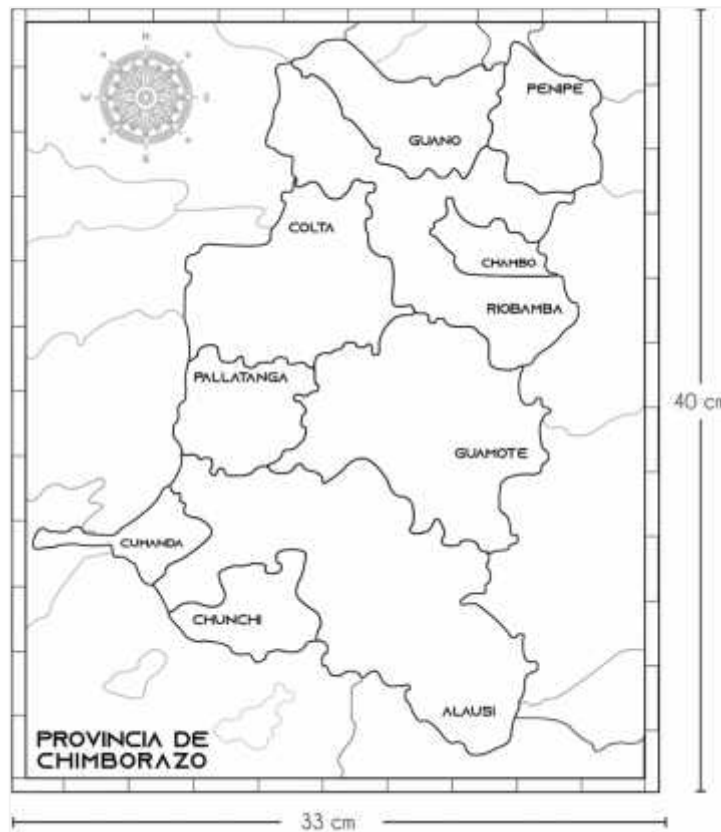 N
E
S
PENIPE
GUANO
COLTA
CHAMBO
RIOBAMBA
PALLATANGA
40 cm
GUAMOTE
CUMANDA
CHUNCHI
ALAUSI
PROVINCIA DE
CHIMBORAZO
33 cm